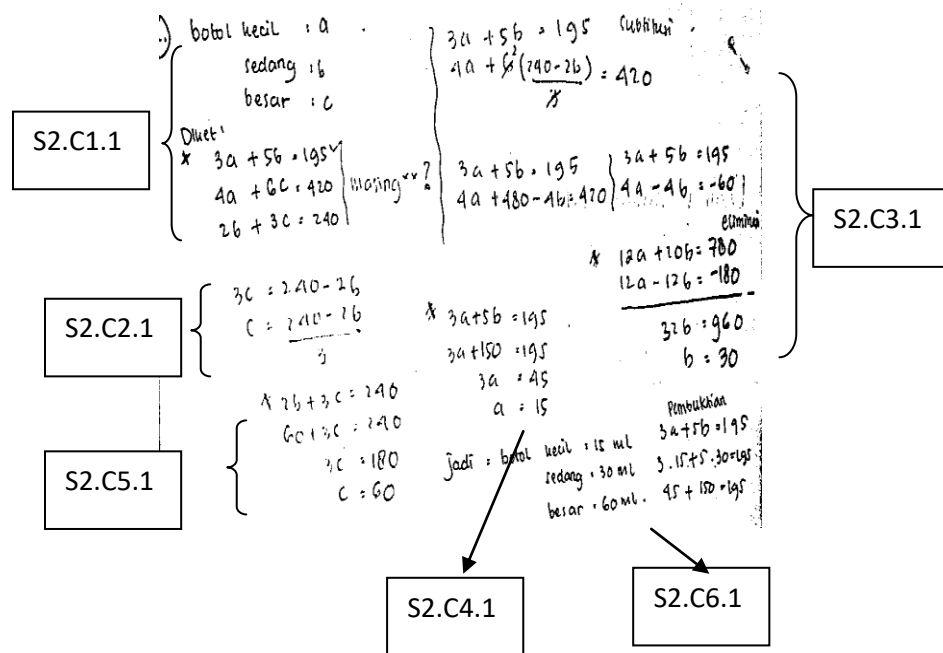 botol kecil : a
sedang : b
besar : c
Diket :
* 3a + 5b = 195
4a + 6c = 420
2b + 3c = 240
masing** ?
S2.C1.1
3c = 240 - 2b
c = 240 - 2b
3
S2.C2.1
3a + 5b = 195 Subtitusi .
4a + 6² (240 - 2b) = 420
3
3a + 5b = 195
4a + 480 - 4b = 420
3a + 5b = 195
4a - 4b = -60
eliminasi
* 12a + 20b = 780
12a - 12b = -180
32b = 960
b = 30
S2.C3.1
* 3a + 5b = 195
3a + 150 = 195
3a = 45
a = 15
S2.C4.1
* 2b + 3c = 240
60 + 3c = 240
3c = 180
c = 60
S2.C5.1
jadi = botol kecil = 15 ml
sedang = 30 ml
besar = 60 ml .
Pembuktian
3a + 5b = 195
3 . 15 + 5 . 30 = 195 .
45 + 150 = 195
S2.C6.1